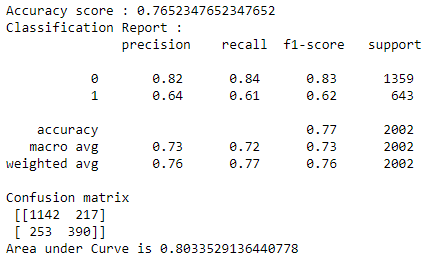 Accuracy score : 0.7652347652347652
Classification Report :
precision recall f1-score support
0 0.82 0.84 0.83 1359
1 0.64 0.61 0.62 643
accuracy 0.77 2002
macro avg 0.73 0.72 0.73 2002
weighted avg 0.76 0.77 0.76 2002
Confusion matrix
[[1142 217]
[ 253 390]]
Area under Curve is 0.8033529136440778